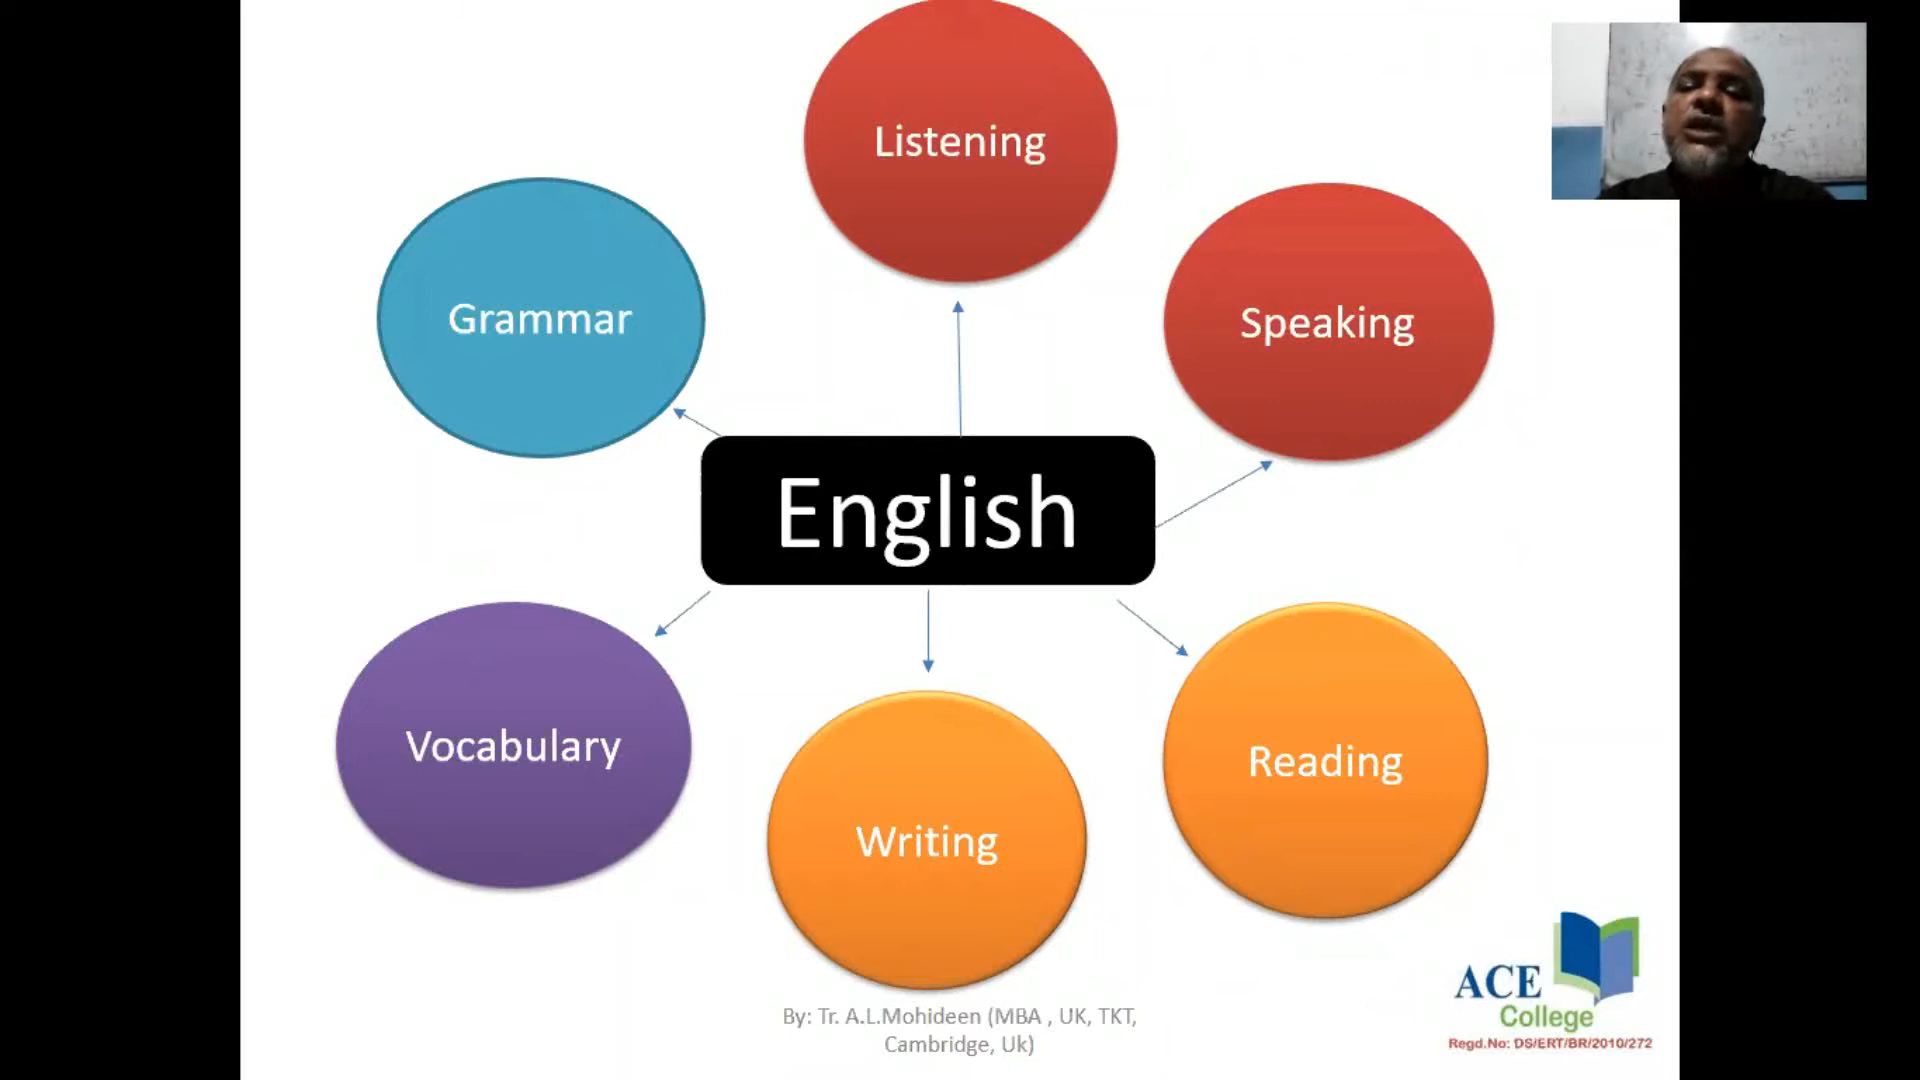 Listening
Grammar
Speaking
English
Vocabulary
Reading
Writing
By: Tr. A.L.Mohideen (MBA , UK, TKT,
Cambridge, Uk)
ACE
College
Regd.No: DS/ERT/BR/2010/272